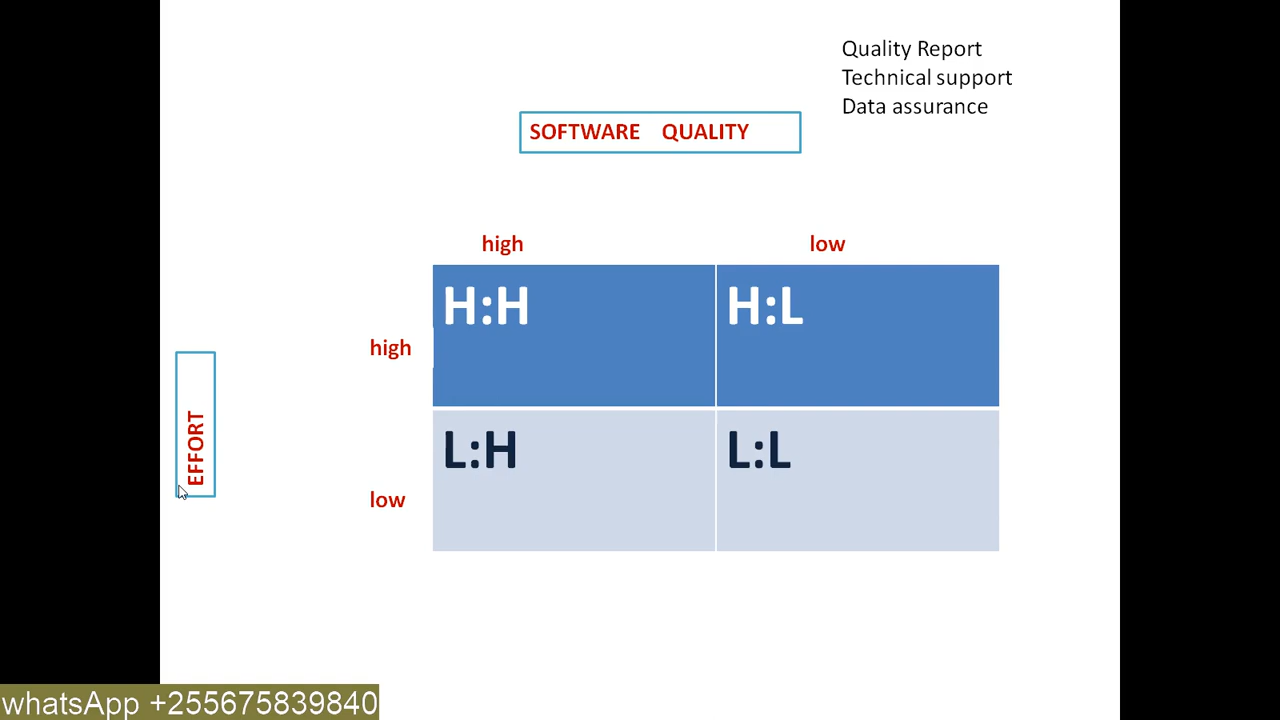 Quality Report
Technical support
Data assurance
SOFTWARE QUALITY
high low
H:H H:L
high
EFFORT
L:H L:L
low
whatsApp +255675839840